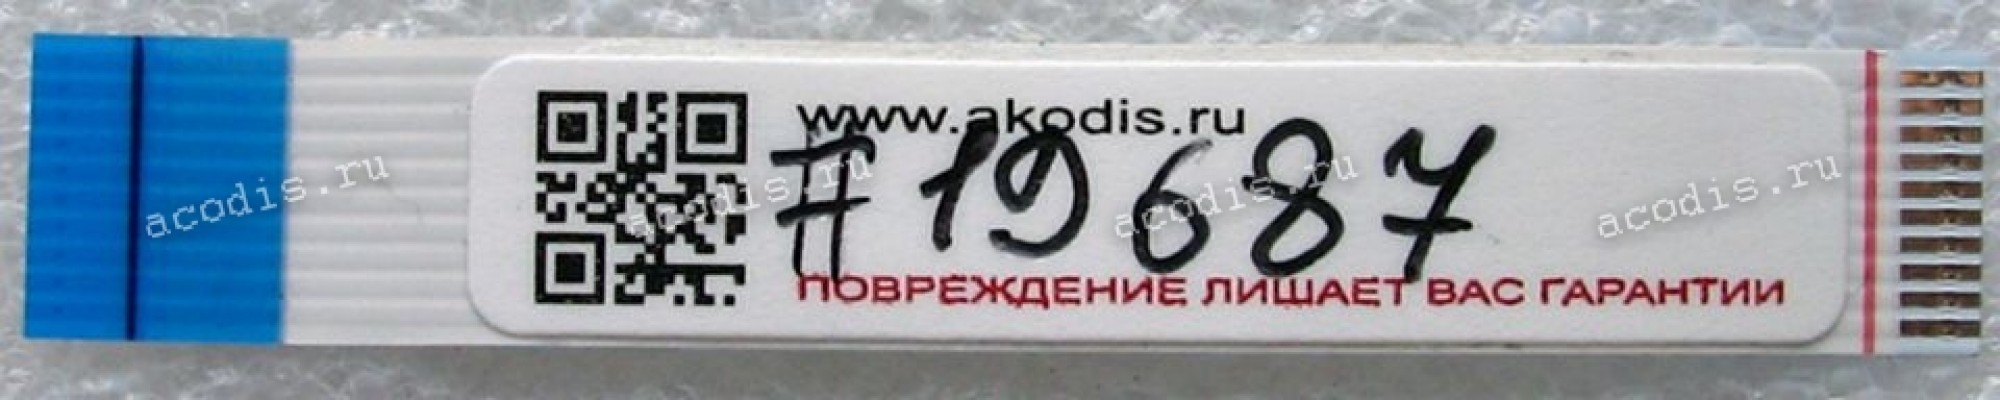 www.akodis.ru
#19687
ПОВРЕЖДЕНИЕ ЛИШАЕТ ВАС ГАРАНТИИ
acodis.ru
acodis.ru
acodis.ru
acodis.ru